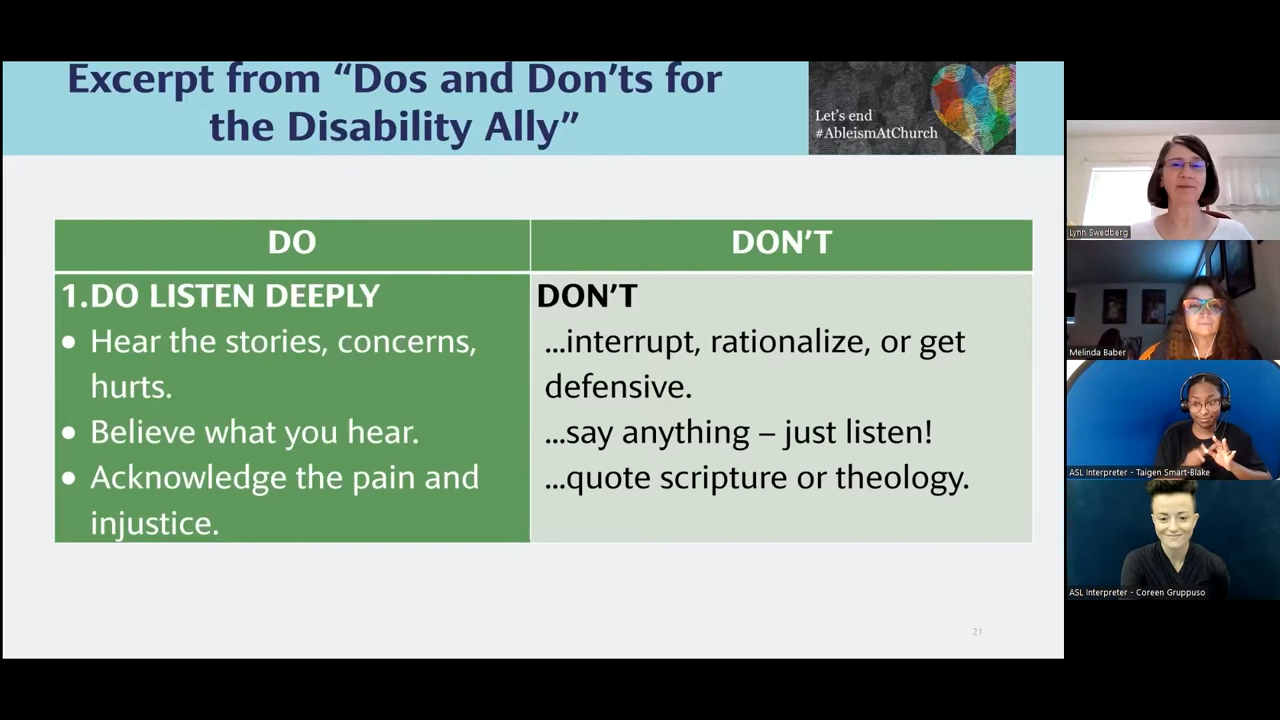 Excerpt from “Dos and Don’ts for
the Disability Ally”
Let’s end
#AbleismAtChurch
DO
DON’T
1.DO LISTEN DEEPLY
• Hear the stories, concerns,
hurts.
• Believe what you hear.
• Acknowledge the pain and
injustice.
DON’T
...interrupt, rationalize, or get
defensive.
...say anything – just listen!
...quote scripture or theology.
21
Lynn Swedberg
Melinda Baber
ASL Interpreter - Taigen Smart-Blake
ASL Interpreter - Coreen Gruppuso